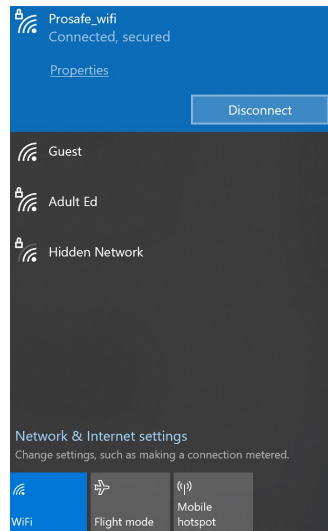 Prosafe_wifi
Connected, secured
Properties
Disconnect
Guest
Adult Ed
Hidden Network
Network & Internet settings
Change settings, such as making a connection metered.
WiFi
Flight mode
Mobile
hotspot